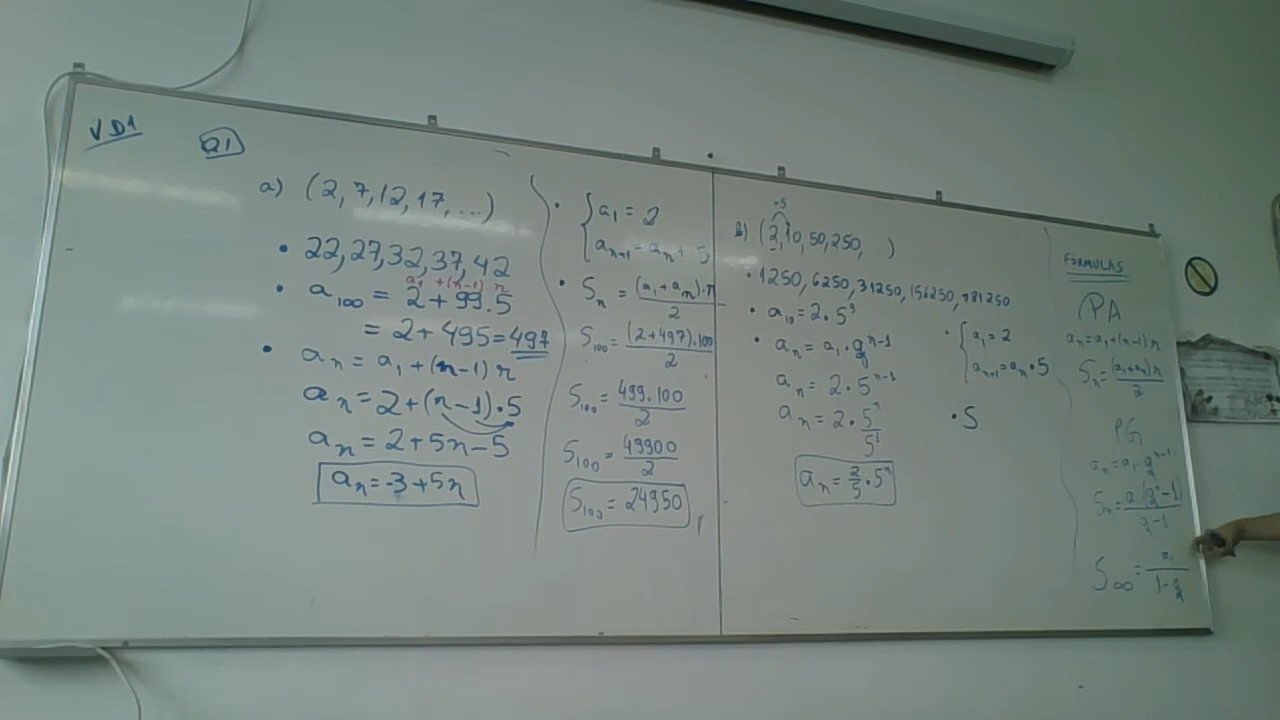 VD1
Q1
a) (2, 7, 12, 17, ...)
• 22, 27, 32, 37, 42
a₁ + (n-1) r
• a₁₀₀ = 2 + 99.5
= 2 + 495 = 497
• aₙ = a₁ + (n-1) r
aₙ = 2 + (n-1) • 5
aₙ = 2 + 5n - 5
aₙ = -3 + 5n
• { a₁ = 2
aₙ₊₁ = aₙ + 5
• Sₙ = (a₁ + aₙ).n / 2
S₁₀₀ = (2+497).100 / 2
S₁₀₀ = 499.100 / 2
S₁₀₀ = 49900 / 2
S₁₀₀ = 24950
b) (2, 10, 50, 250, ...)
• 1250, 6250, 31250, 156250, 781250
• a₁₀ = 2 • 5⁹
• aₙ = a₁ • qⁿ⁻¹
aₙ = 2 • 5ⁿ⁻¹
aₙ = 2 • 5ⁿ / 5¹
aₙ = 2/5 • 5ⁿ
• { a₁ = 2
aₙ₊₁ = aₙ • 5
• S
FÓRMULAS
PA
aₙ = a₁ + (n-1) r
Sₙ = (a₁ + aₙ) n / 2
PG
aₙ = a₁ • qⁿ⁻¹
Sₙ = a₁(qⁿ - 1) / q - 1
S∞ = a₁ / 1 - q